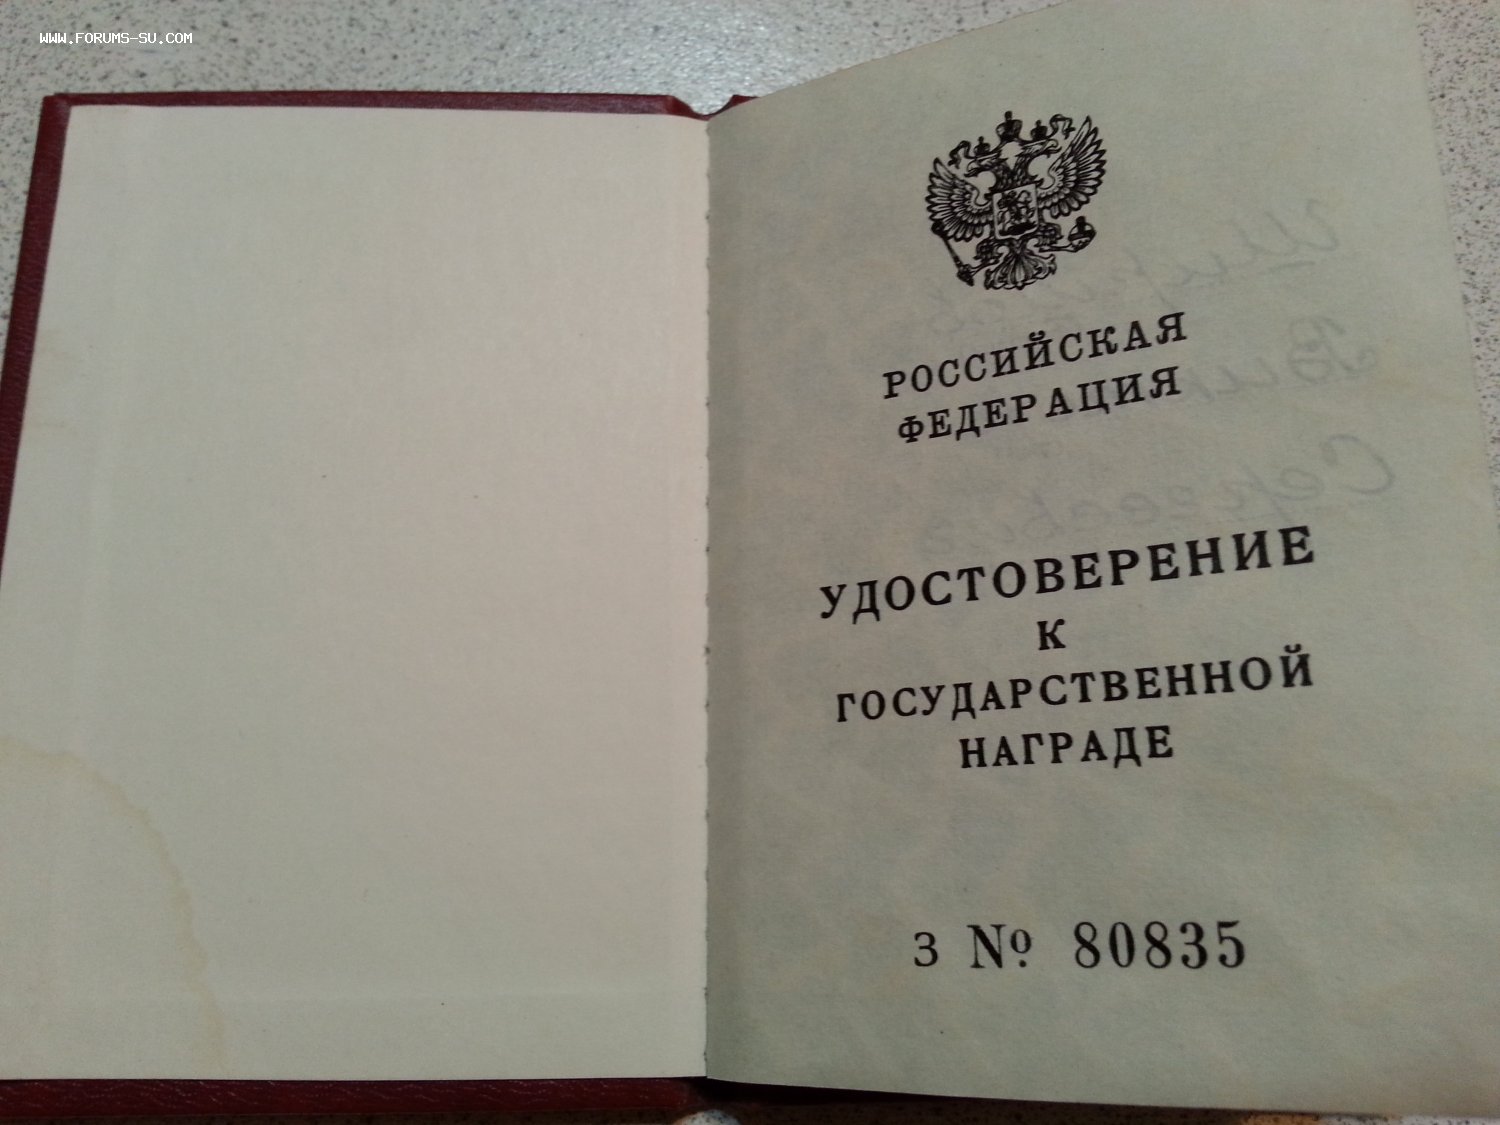 WWW.FORUMS-SU.COM
РОССИЙСКАЯ
ФЕДЕРАЦИЯ
УДОСТОВЕРЕНИЕ
К
ГОСУДАРСТВЕННОЙ
НАГРАДЕ
З № 80835